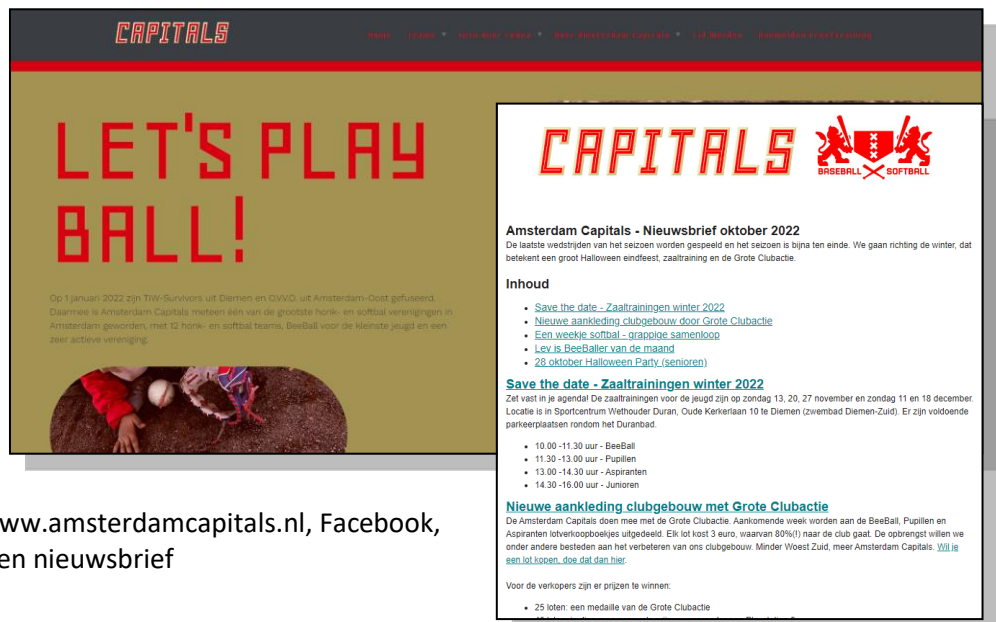 CAPITALS
Home Teams
Lid Worden
LET'S PLAY
BALL!
Op 1 januari 2022 zijn TIW-Survivors uit Diemen en O.V.V.O. uit Amsterdam-Oost gefuseerd.
Daarmee is Amsterdam Capitals meteen één van de grootste honk- en softbal verenigingen in
Amsterdam geworden, met 12 honk- en softbal teams, BeeBall voor de kleinste jeugd en een
zeer actieve vereniging.
CAPITALS
BASEBALL SOFTBALL
Amsterdam Capitals - Nieuwsbrief oktober 2022
De laatste wedstrijden van het seizoen worden gespeeld en het seizoen is bijna ten einde. We gaan richting de winter, dat
betekent een groot Halloween eindfeest, zaaltraining en de Grote Clubactie.
Inhoud
• Save the date - Zaaltrainingen winter 2022
• Nieuwe aankleding clubgebouw door Grote Clubactie
• Een weekje softbal - grappige samenloop
• Lev is BeeBaller van de maand
• 28 oktober Halloween Party (senioren)
Save the date - Zaaltrainingen winter 2022
Zet vast in je agenda! De zaaltrainingen voor de jeugd zijn op zondag 13, 20, 27 november en zondag 11 en 18 december.
Locatie is in Sportcentrum Wethouder Duran, Oude Kerkerlaan 10 te Diemen (zwembad Diemen-Zuid). Er zijn voldoende
parkeerplaatsen rondom het Duranbad.
• 10.00 -11.30 uur - BeeBall
• 11.30 -13.00 uur - Pupillen
• 13.00 -14.30 uur - Aspiranten
• 14.30 -16.00 uur - Junioren
Nieuwe aankleding clubgebouw met Grote Clubactie
De Amsterdam Capitals doen mee met de Grote Clubactie. Aankomende week worden aan de BeeBall, Pupillen en
Aspiranten lotverkoopboekjes uitgedeeld. Elk lot kost 3 euro, waarvan 80%(!) naar de club gaat. De opbrengst willen we
onder andere besteden aan het verbeteren van ons clubgebouw. Minder Woest Zuid, meer Amsterdam Capitals. Wil je
een lot kopen, doe dat dan hier.
Voor de verkopers zijn er prijzen te winnen:
• 25 loten: een medaille van de Grote Clubactie
ww.amsterdamcapitals.nl, Facebook,
en nieuwsbrief